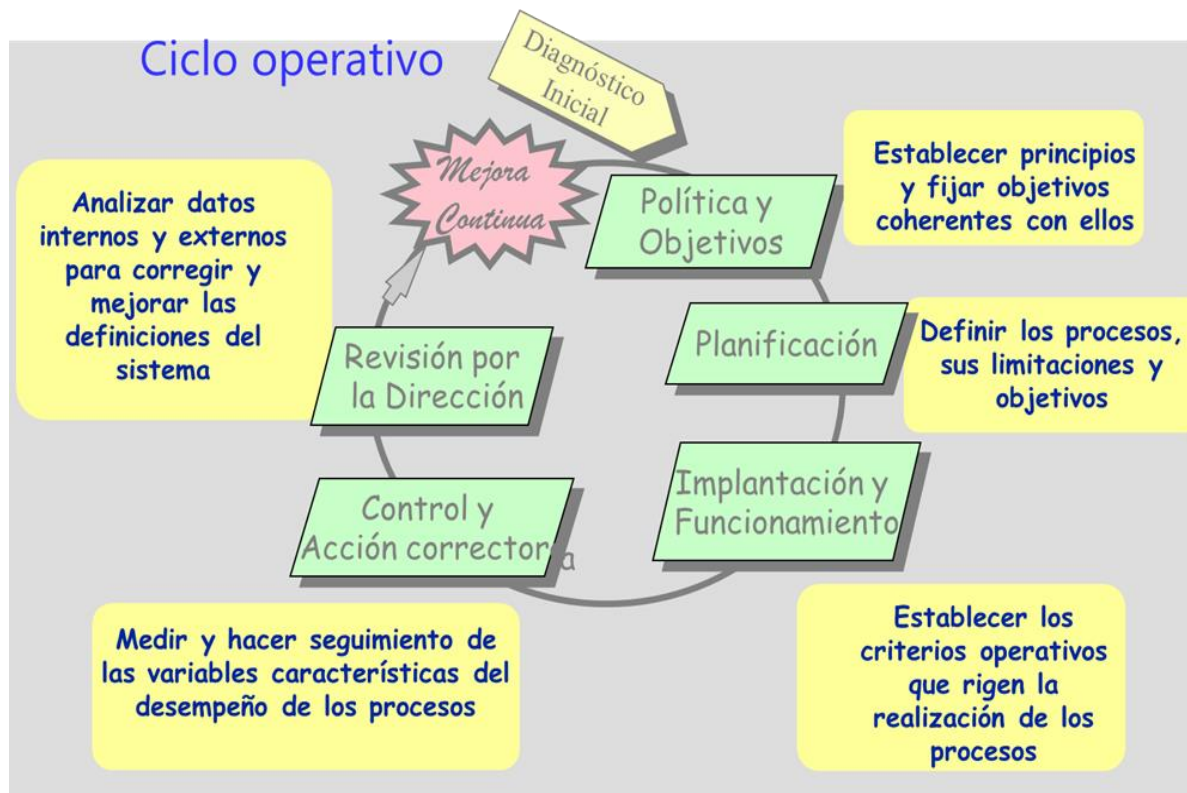 Ciclo operativo
Diagnóstico
Inicial
Mejora
Continua
Política y
Objetivos
Establecer principios
y fijar objetivos
coherentes con ellos
Planificación
Definir los procesos,
sus limitaciones y
objetivos
Implantación y
Funcionamiento
Establecer los
criterios operativos
que rigen la
realización de los
procesos
Control y
Acción correctora
Medir y hacer seguimiento de
las variables características del
desempeño de los procesos
Revisión por
la Dirección
Analizar datos
internos y externos
para corregir y
mejorar las
definiciones del
sistema